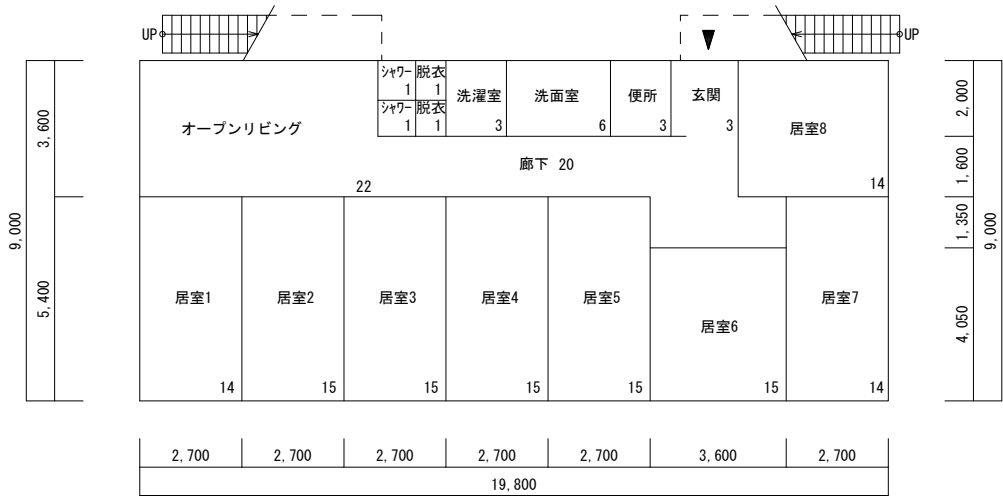 UP
UP
シャワー
1
脱衣
1
シャワー
1
脱衣
1
洗濯室
3
洗面室
6
便所
3
玄関
3
オープンリビング
22
廊下 20
居室8
14
居室1
14
居室2
15
居室3
15
居室4
15
居室5
15
居室6
15
居室7
14
9,000
3,600
5,400
2,000
1,600
1,350
4,050
9,000
2,700
2,700
2,700
2,700
2,700
3,600
2,700
19,800